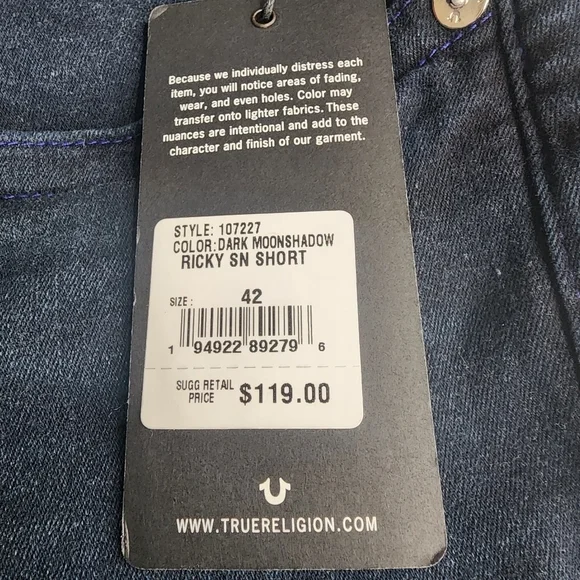 Because we individually distress each
item, you will notice areas of fading,
wear, and even holes. Color may
transfer onto lighter fabrics. These
nuances are intentional and add to the
character and finish of our garment.
STYLE: 107227
COLOR: DARK MOONSHADOW
RICKY SN SHORT
SIZE: 42
1 94922 89279 6
SUGG RETAIL
PRICE $119.00
WWW.TRUERELIGION.COM